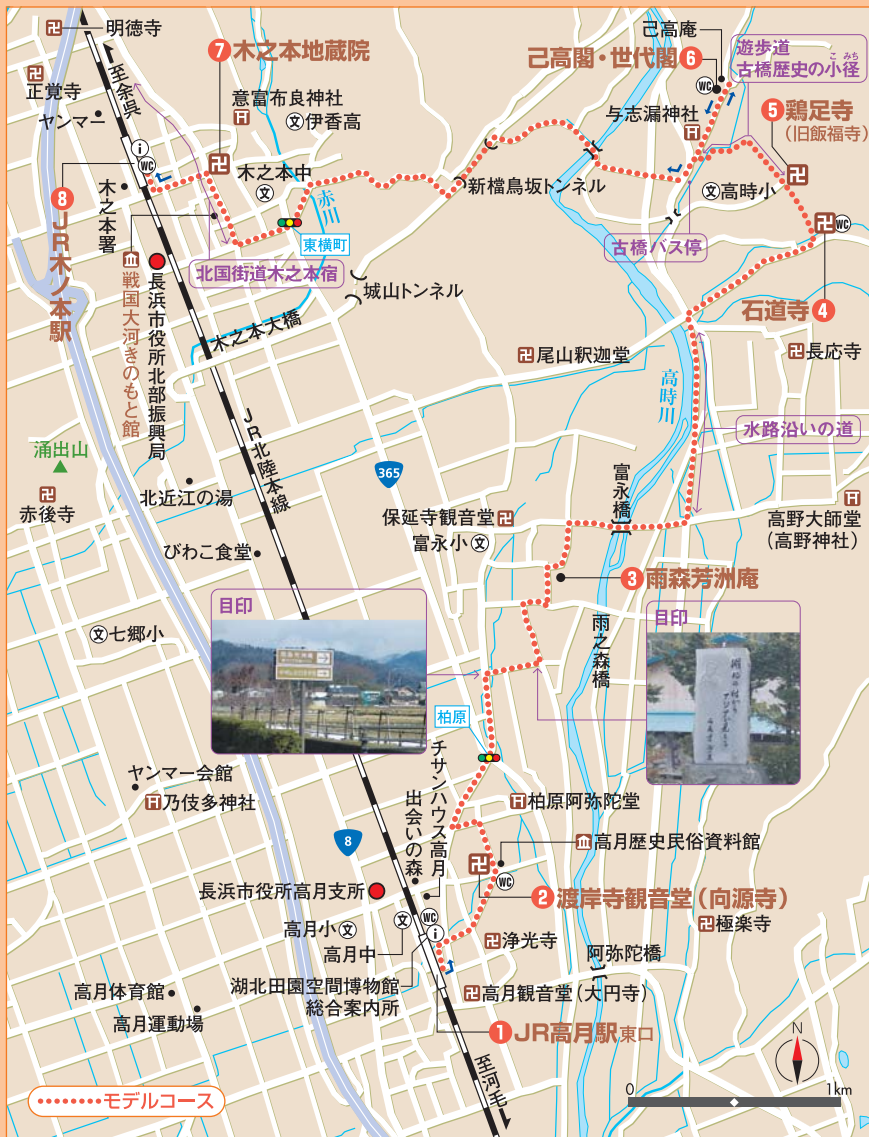 明徳寺
至余呉
正覚寺
ヤンマー
7 木之本地蔵院
意富布良神社
伊香高
木之本中
赤川
東横町
木之本署
8 JR木ノ本駅
戦国大河きのもと館
長浜市役所北部振興局
北国街道木之本宿
木之本大橋
城山トンネル
新檔鳥坂トンネル
己高庵
6 己高閣・世代閣
遊歩道
こみち
古橋歴史の小径
与志漏神社
5 鶏足寺
(旧飯福寺)
高時小
古橋バス停
石道寺 4
尾山釈迦堂
長応寺
高時川
水路沿いの道
JR北陸本線
涌出山
赤後寺
北近江の湯
びわこ食堂
365
保延寺観音堂
富永小
富永橋
高野大師堂
(高野神社)
3 雨森芳洲庵
雨之森橋
目印
目印
七郷小
柏原
ヤンマー会館
乃伎多神社
8
チサンハウス高月
出会いの森
柏原阿弥陀堂
高月歴史民俗資料館
長浜市役所高月支所
2 渡岸寺観音堂(向源寺)
高月小
高月中
浄光寺
極楽寺
阿弥陀橋
湖北田園空間博物館
総合案内所
高月体育館
高月運動場
高月観音堂(大円寺)
1 JR高月駅東口
至河毛
モデルコース
N
0 1km
WC
WC
WC
WC
WC
i
i
文
文
文
文
文
文
文